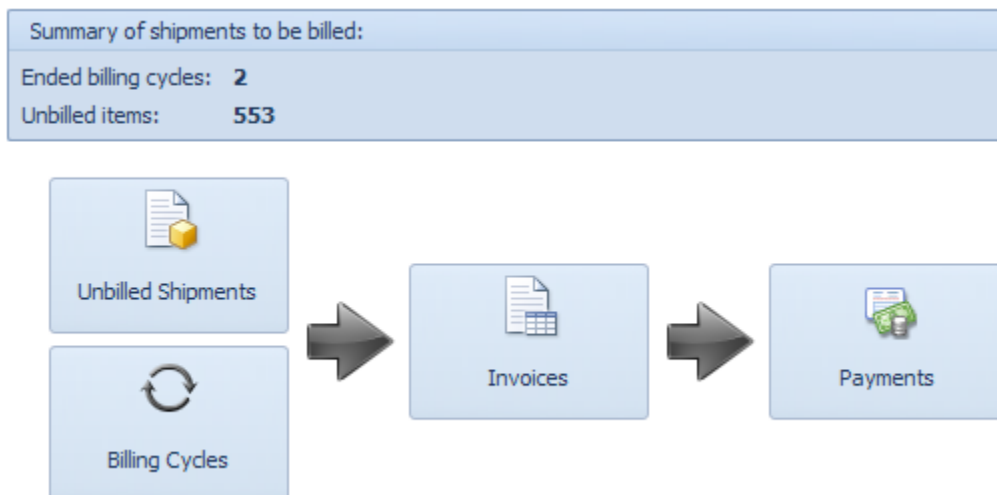 Summary of shipments to be billed:
Ended billing cycles: 2
Unbilled items: 553
Unbilled Shipments
Billing Cycles
Invoices
Payments